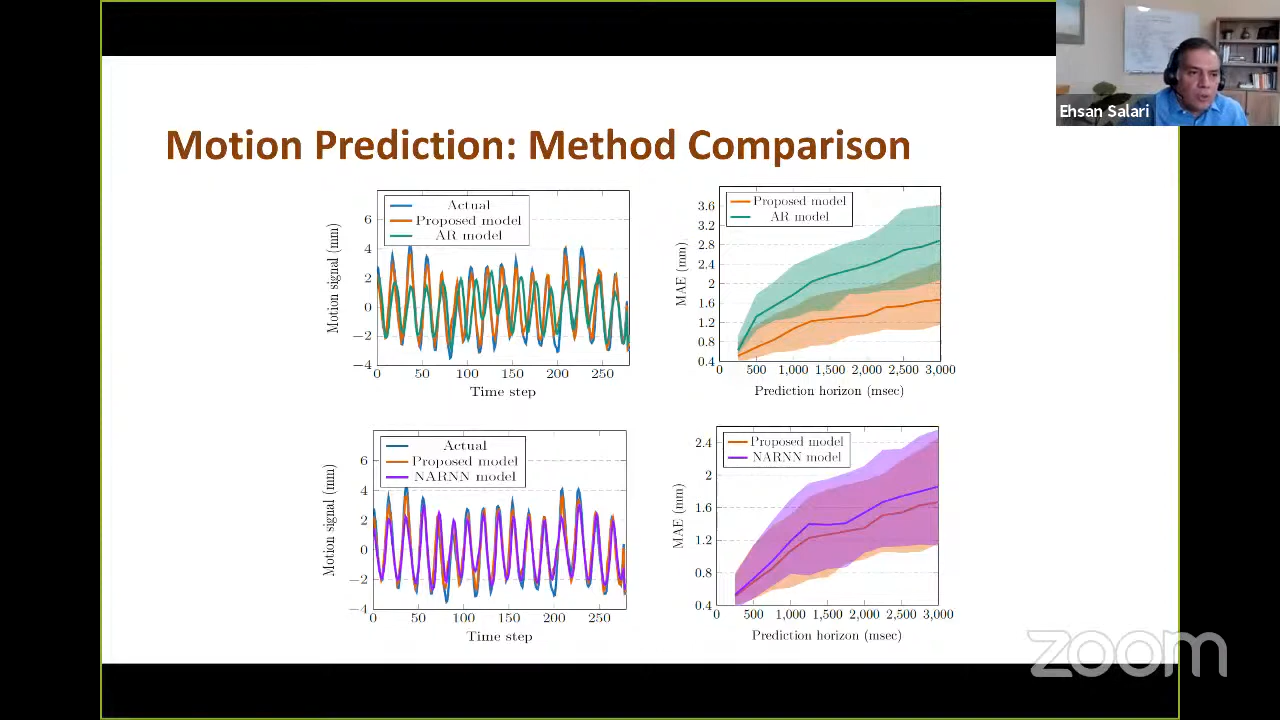 Ehsan Salari
Motion Prediction: Method Comparison
Actual
Proposed model
AR model
Motion signal (mm)
6
4
2
0
−2
−4
0 50 100 150 200 250
Time step
Proposed model
AR model
MAE (mm)
3.6
3.2
2.8
2.4
2
1.6
1.2
0.8
0.4
0 500 1,000 1,500 2,000 2,500 3,000
Prediction horizon (msec)
Actual
Proposed model
NARNN model
Motion signal (mm)
6
4
2
0
−2
−4
0 50 100 150 200 250
Time step
Proposed model
NARNN model
MAE (mm)
2.4
2
1.6
1.2
0.8
0.4
0 500 1,000 1,500 2,000 2,500 3,000
Prediction horizon (msec)
zoom